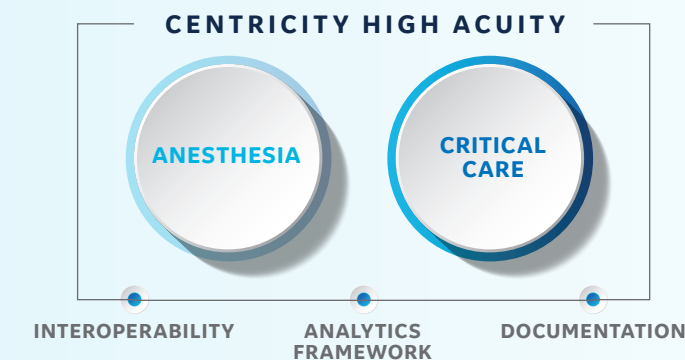 CENTRICITY HIGH ACUITY
ANESTHESIA
CRITICAL
CARE
INTEROPERABILITY
ANALYTICS
FRAMEWORK
DOCUMENTATION